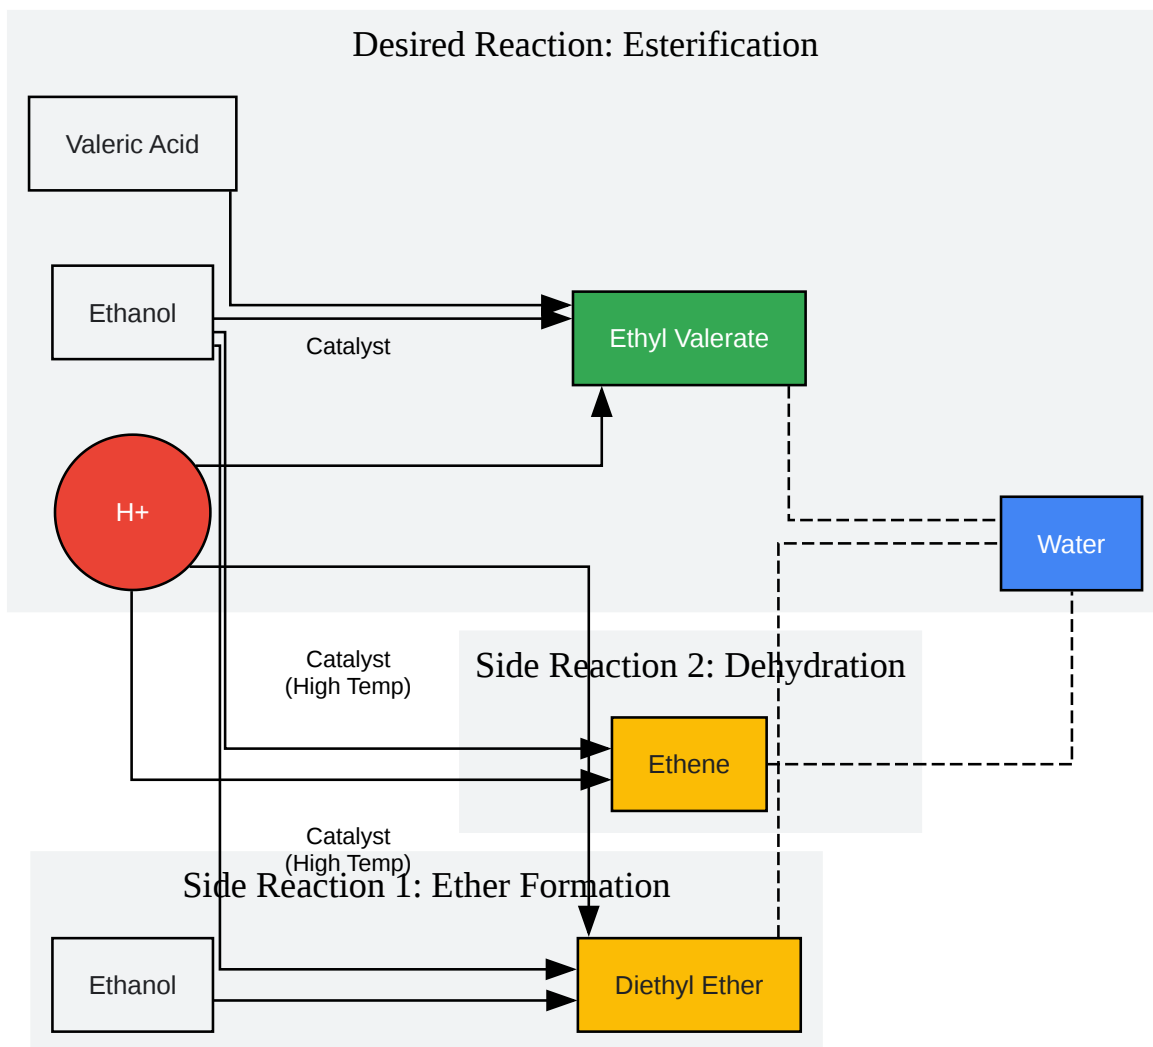 Desired Reaction: Esterification
Valeric Acid
Ethanol
Ethyl Valerate
Catalyst
H+
Water
Catalyst
(High Temp)
Side Reaction 2: Dehydration
Ethene
Catalyst
(High Temp)
Side Reaction 1: Ether Formation
Ethanol
Diethyl Ether